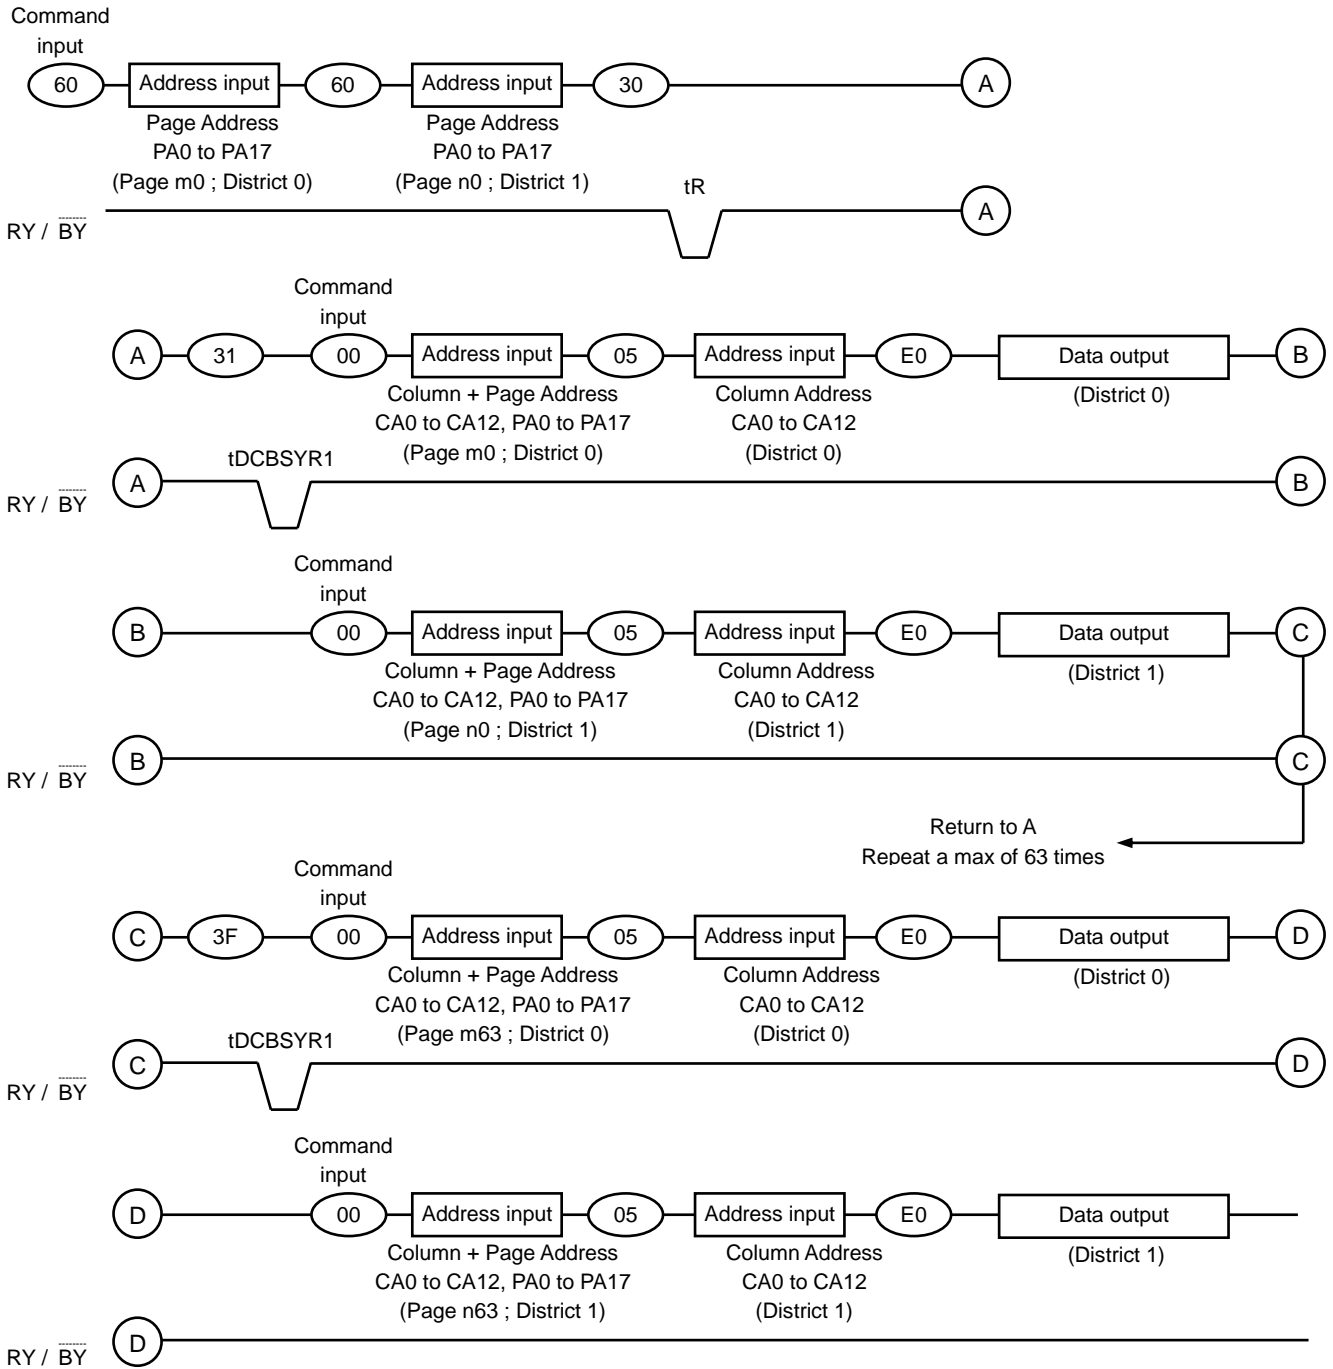 Command
input
60 Address input 60 Address input 30 A
Page Address Page Address
PA0 to PA17 PA0 to PA17
(Page m0 ; District 0) (Page n0 ; District 1)
tR
RY / BY A
Command
input
A 31 00 Address input 05 Address input E0 Data output B
Column + Page Address Column Address (District 0)
CA0 to CA12, PA0 to PA17 CA0 to CA12
(Page m0 ; District 0) (District 0)
tDCBSYR1
RY / BY A B
Command
input
B 00 Address input 05 Address input E0 Data output C
Column + Page Address Column Address (District 1)
CA0 to CA12, PA0 to PA17 CA0 to CA12
(Page n0 ; District 1) (District 1)
RY / BY B C
Return to A
Repeat a max of 63 times
Command
input
C 3F 00 Address input 05 Address input E0 Data output D
Column + Page Address Column Address (District 0)
CA0 to CA12, PA0 to PA17 CA0 to CA12
(Page m63 ; District 0) (District 0)
tDCBSYR1
RY / BY C D
Command
input
D 00 Address input 05 Address input E0 Data output
Column + Page Address Column Address (District 1)
CA0 to CA12, PA0 to PA17 CA0 to CA12
(Page n63 ; District 1) (District 1)
RY / BY D